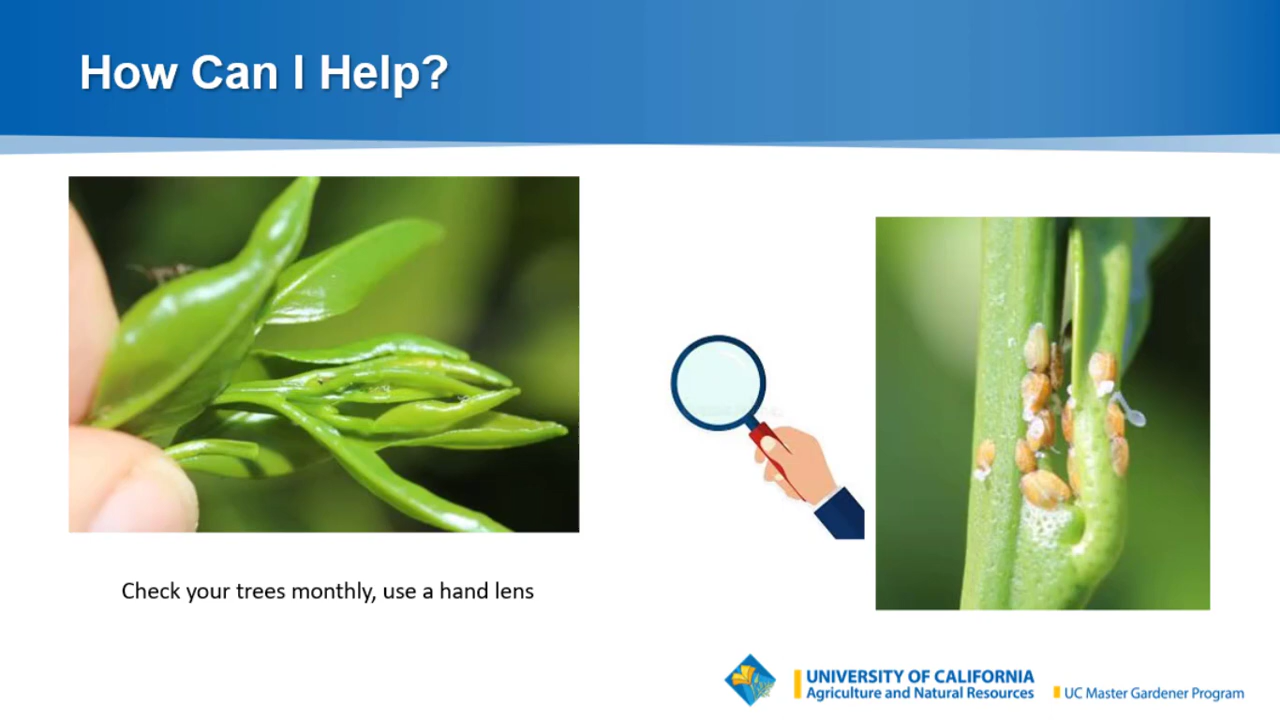 How Can I Help?
Check your trees monthly, use a hand lens
UNIVERSITY OF CALIFORNIA
Agriculture and Natural Resources
UC Master Gardener Program